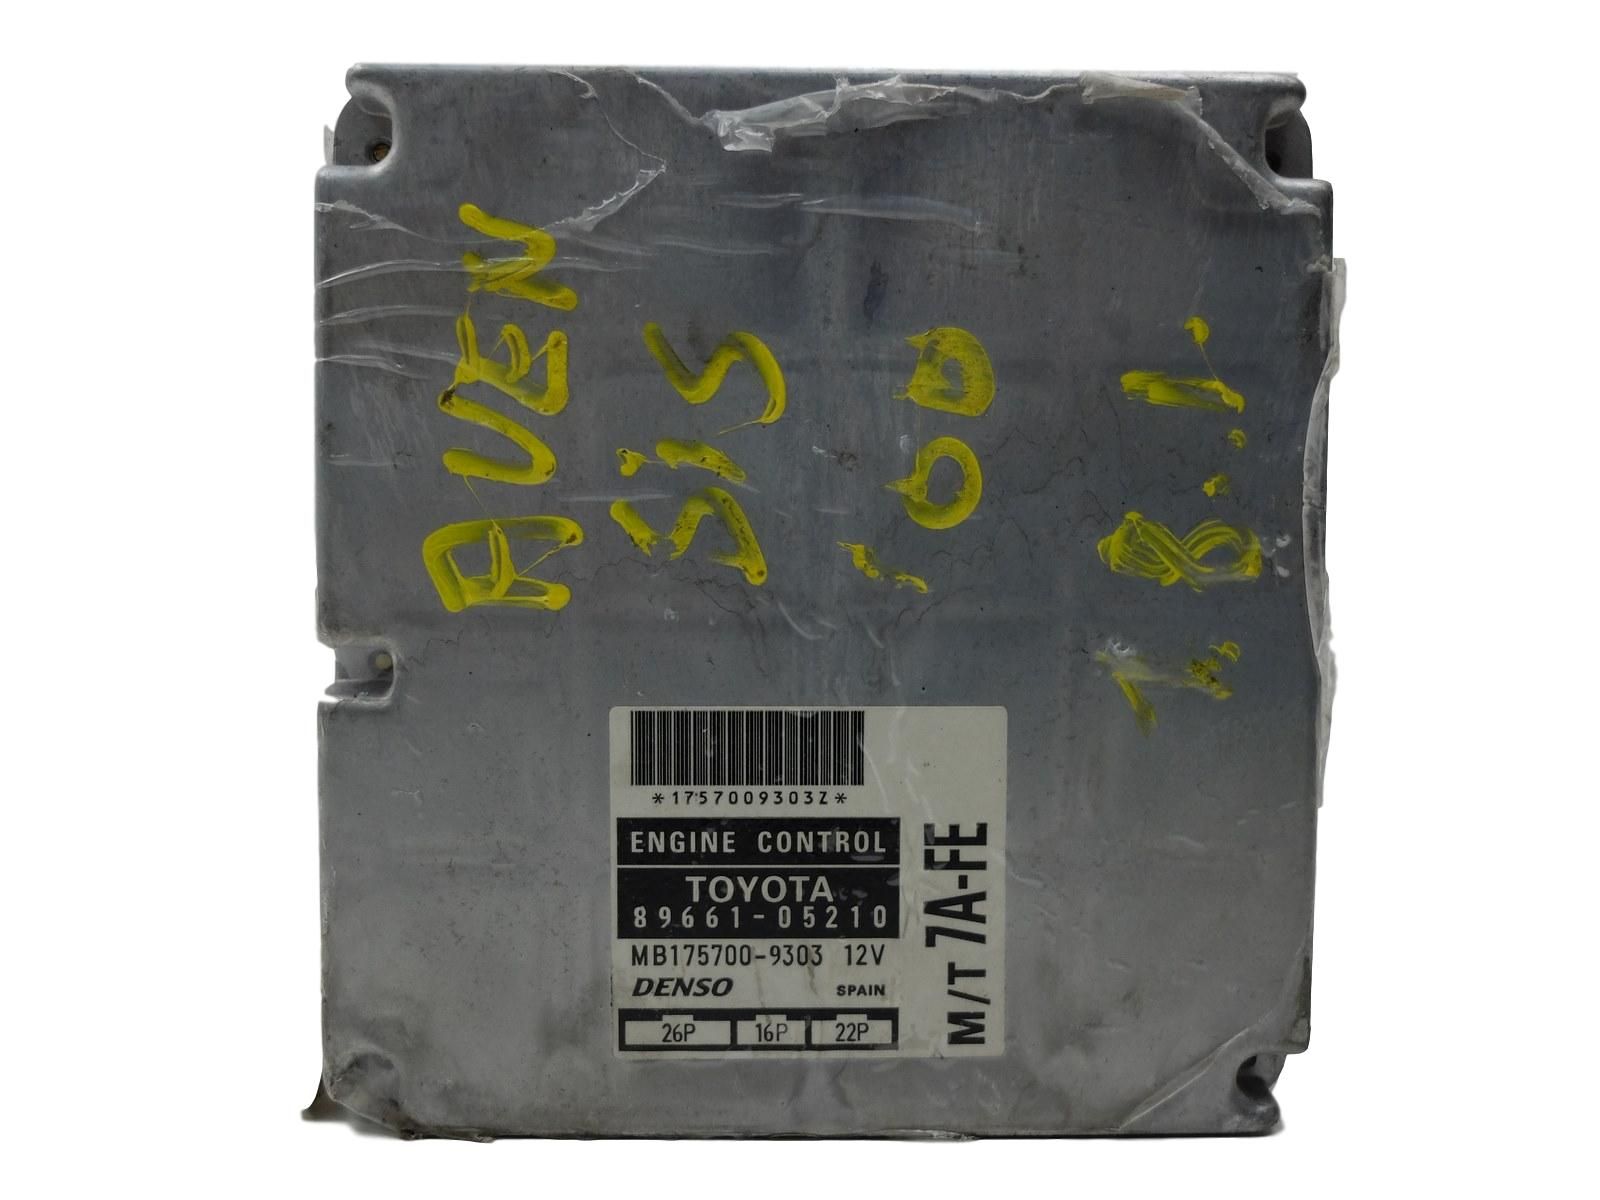 AVEN
SiS
'00
1.8.i.
*1757009303Z*
ENGINE CONTROL
TOYOTA
89661-05210
MB175700-9303 12V
DENSO SPAIN
26P 16P 22P
M/T 7A-FE